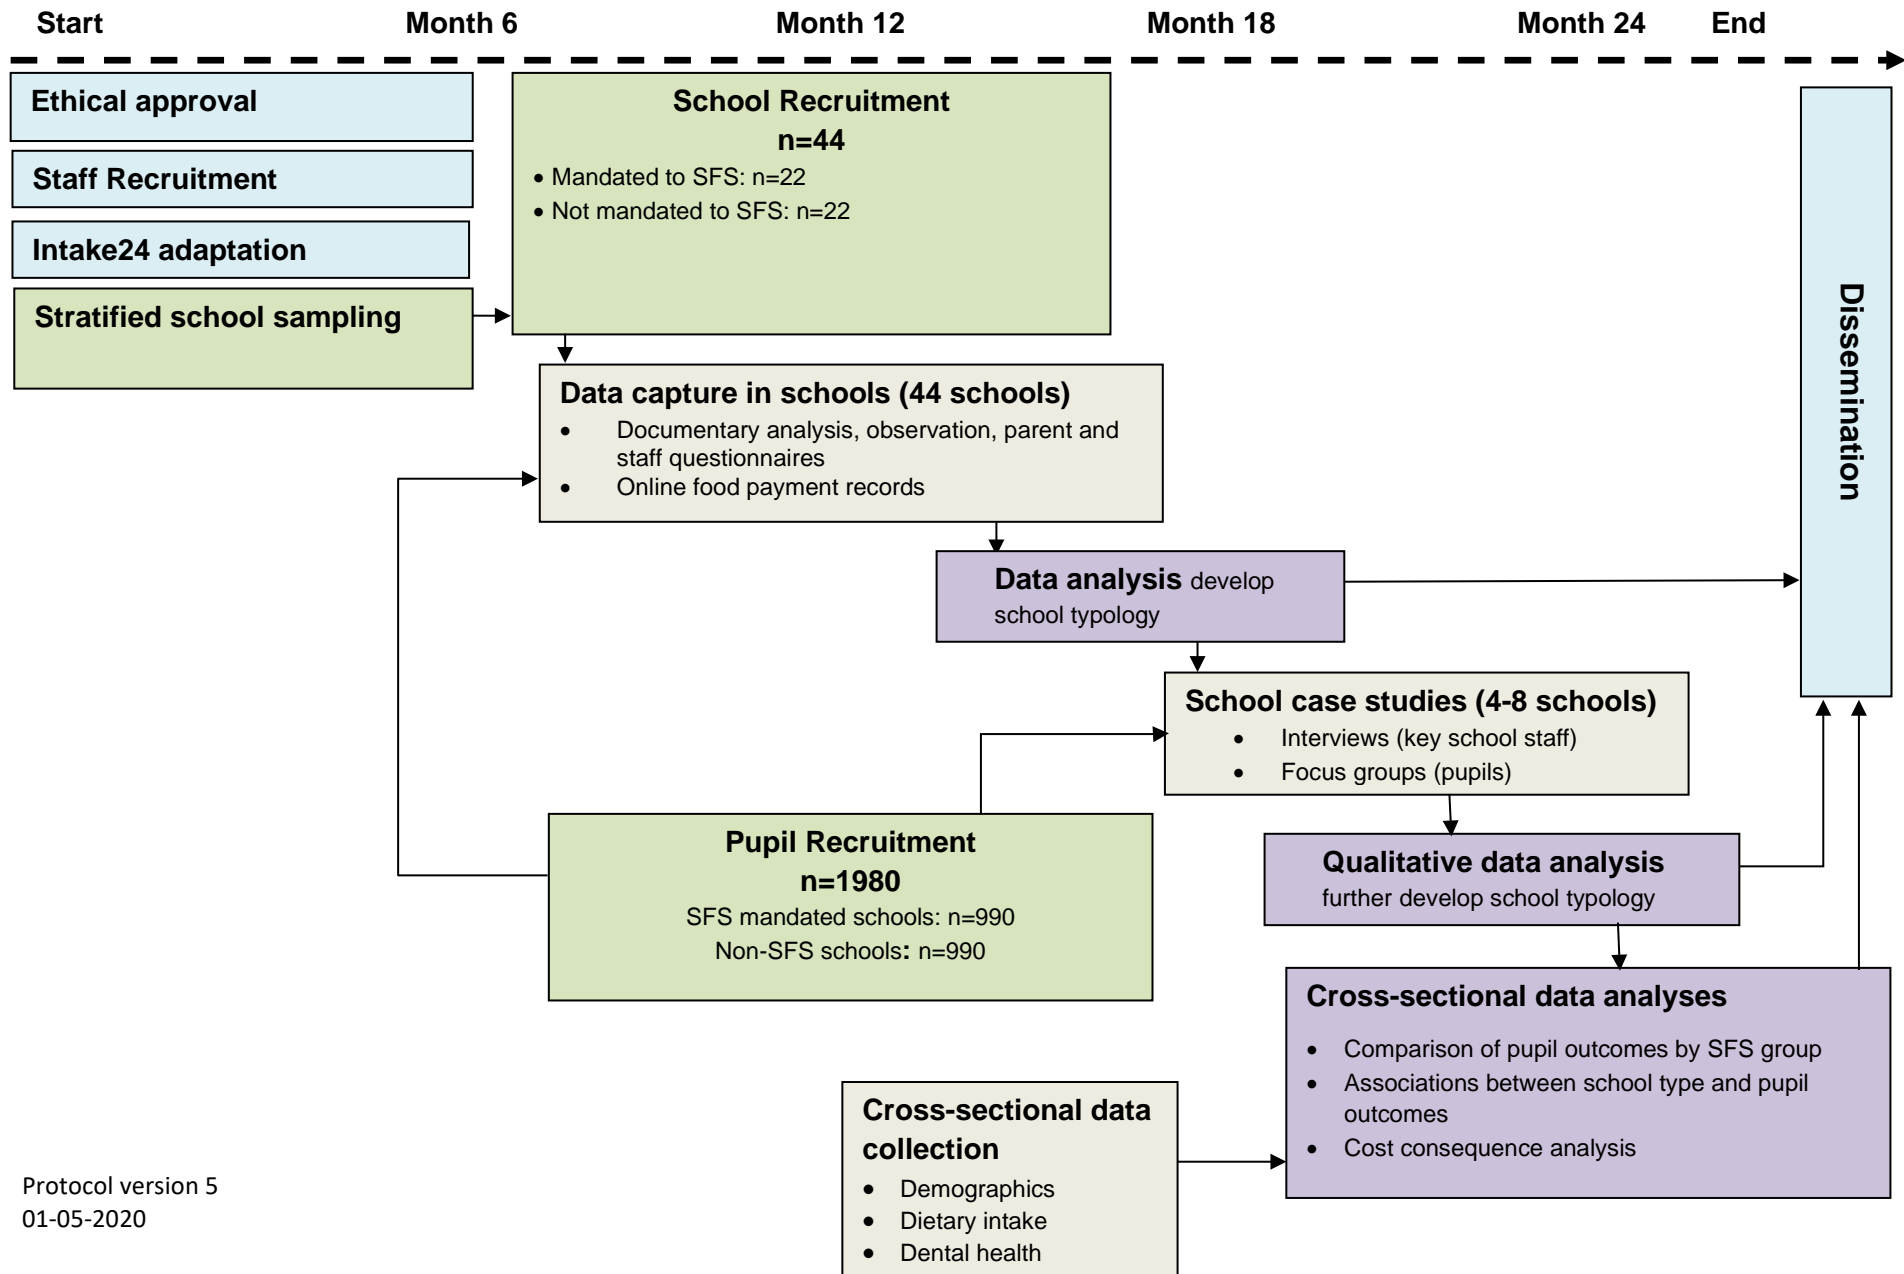 Start Month 6 Month 12 Month 18 Month 24 End
Ethical approval
Staff Recruitment
Intake24 adaptation
Stratified school sampling
School Recruitment
n=44
• Mandated to SFS: n=22
• Not mandated to SFS: n=22
Data capture in schools (44 schools)
• Documentary analysis, observation, parent and
staff questionnaires
• Online food payment records
Data analysis develop
school typology
School case studies (4-8 schools)
• Interviews (key school staff)
• Focus groups (pupils)
Pupil Recruitment
n=1980
SFS mandated schools: n=990
Non-SFS schools: n=990
Qualitative data analysis
further develop school typology
Cross-sectional data analyses
• Comparison of pupil outcomes by SFS group
• Associations between school type and pupil
outcomes
• Cost consequence analysis
Cross-sectional data
collection
• Demographics
• Dietary intake
• Dental health
Dissemination
Protocol version 5
01-05-2020